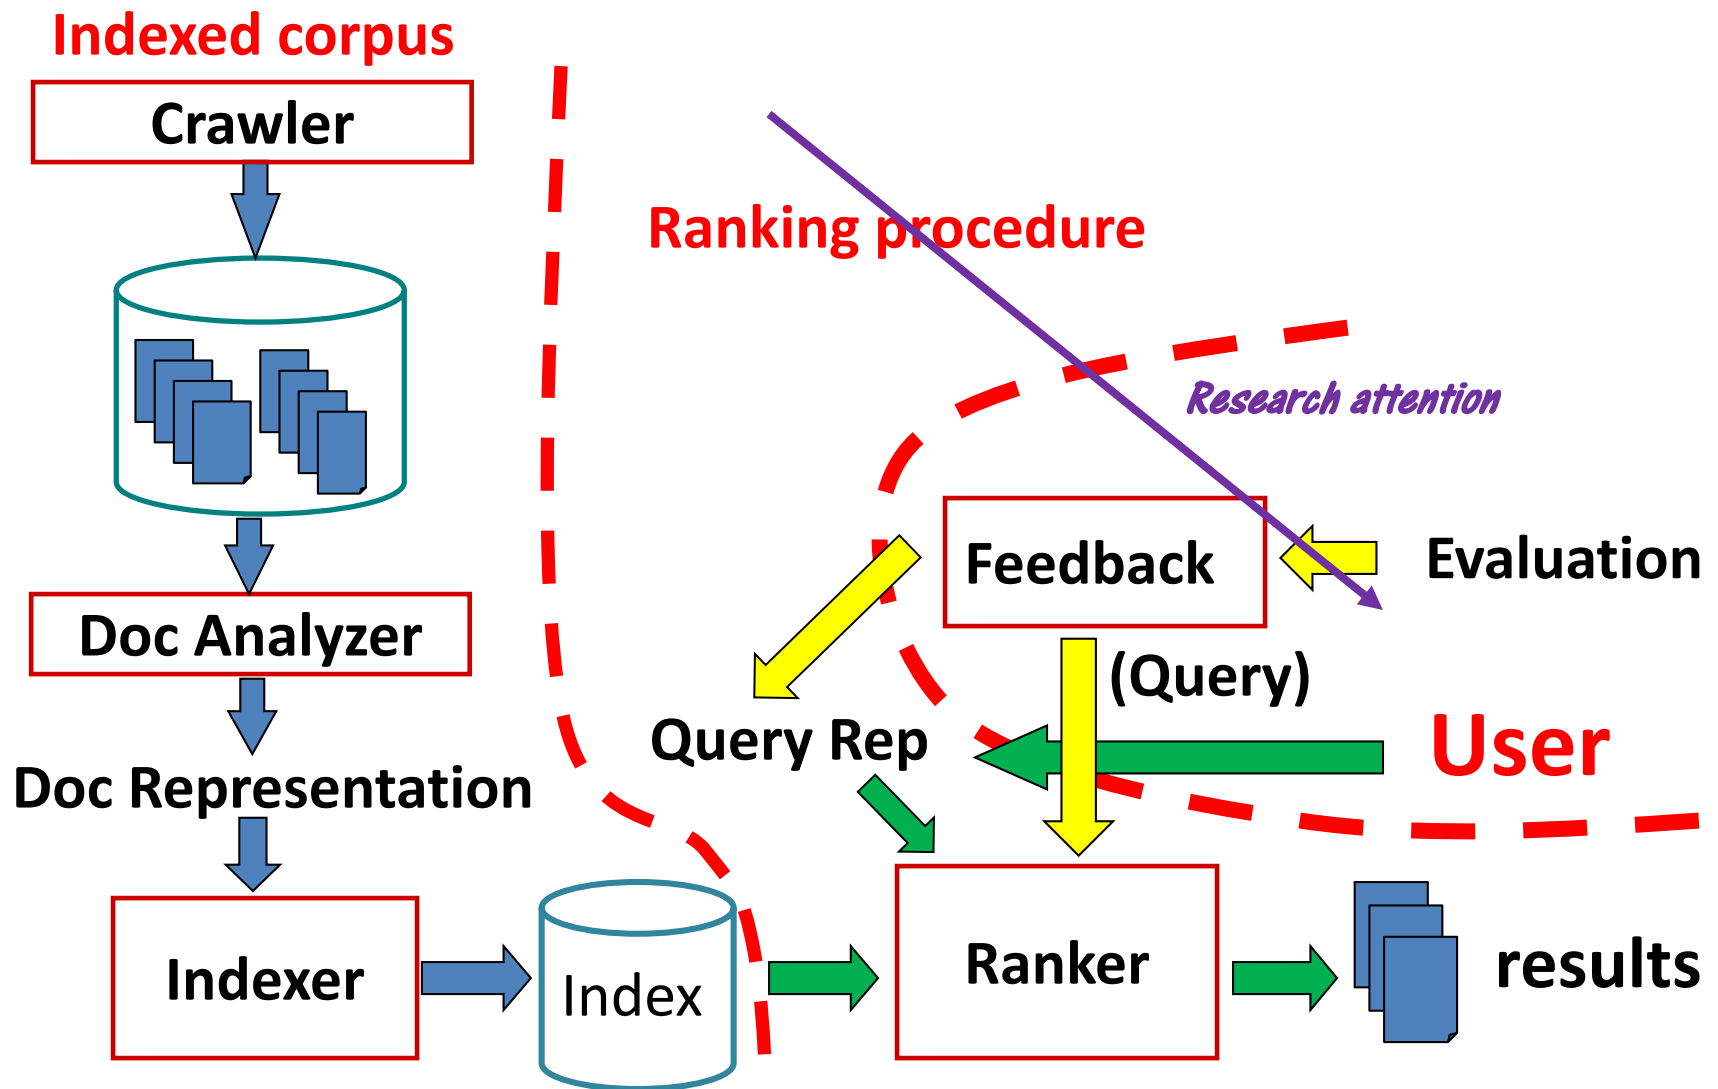 Indexed corpus
Crawler
Ranking procedure
Research attention
Feedback
Evaluation
Doc Analyzer
(Query)
Query Rep
User
Doc Representation
Indexer
Index
Ranker
results